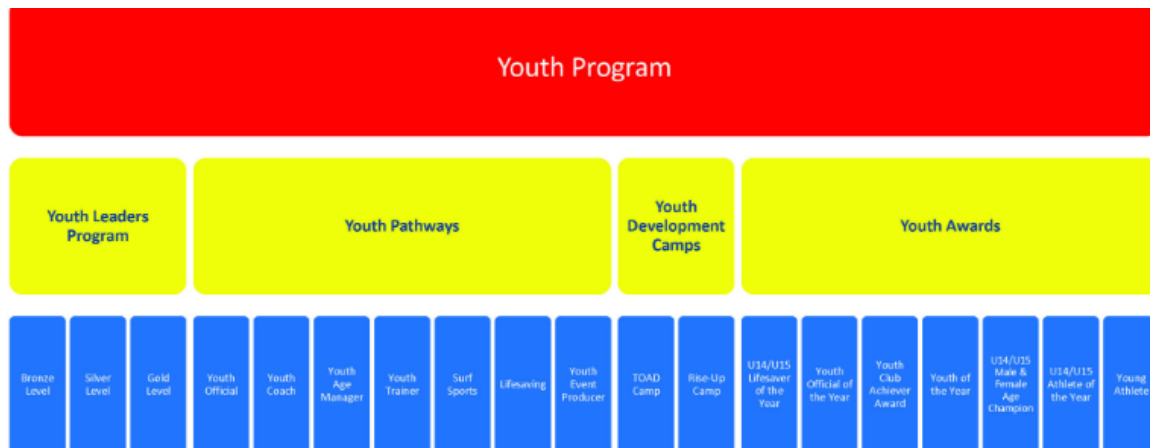 Youth Program
Youth Leaders
Program
Youth Pathways
Youth
Development
Camps
Youth Awards
Bronze
Level
Silver
Level
Gold
Level
Youth
Official
Youth
Coach
Youth
Age
Manager
Youth
Trainer
Surf
Sports
Lifesaving
Youth
Event
Producer
TOAD
Camp
Rise-Up
Camp
U14/U15
Lifesaver
of the
Year
Youth
Official of
the Year
Youth
Club
Achiever
Award
Youth of
the Year
U14/U15
Male &
Female
Age
Champion
U14/U15
Athlete of
the Year
Young
Athlete